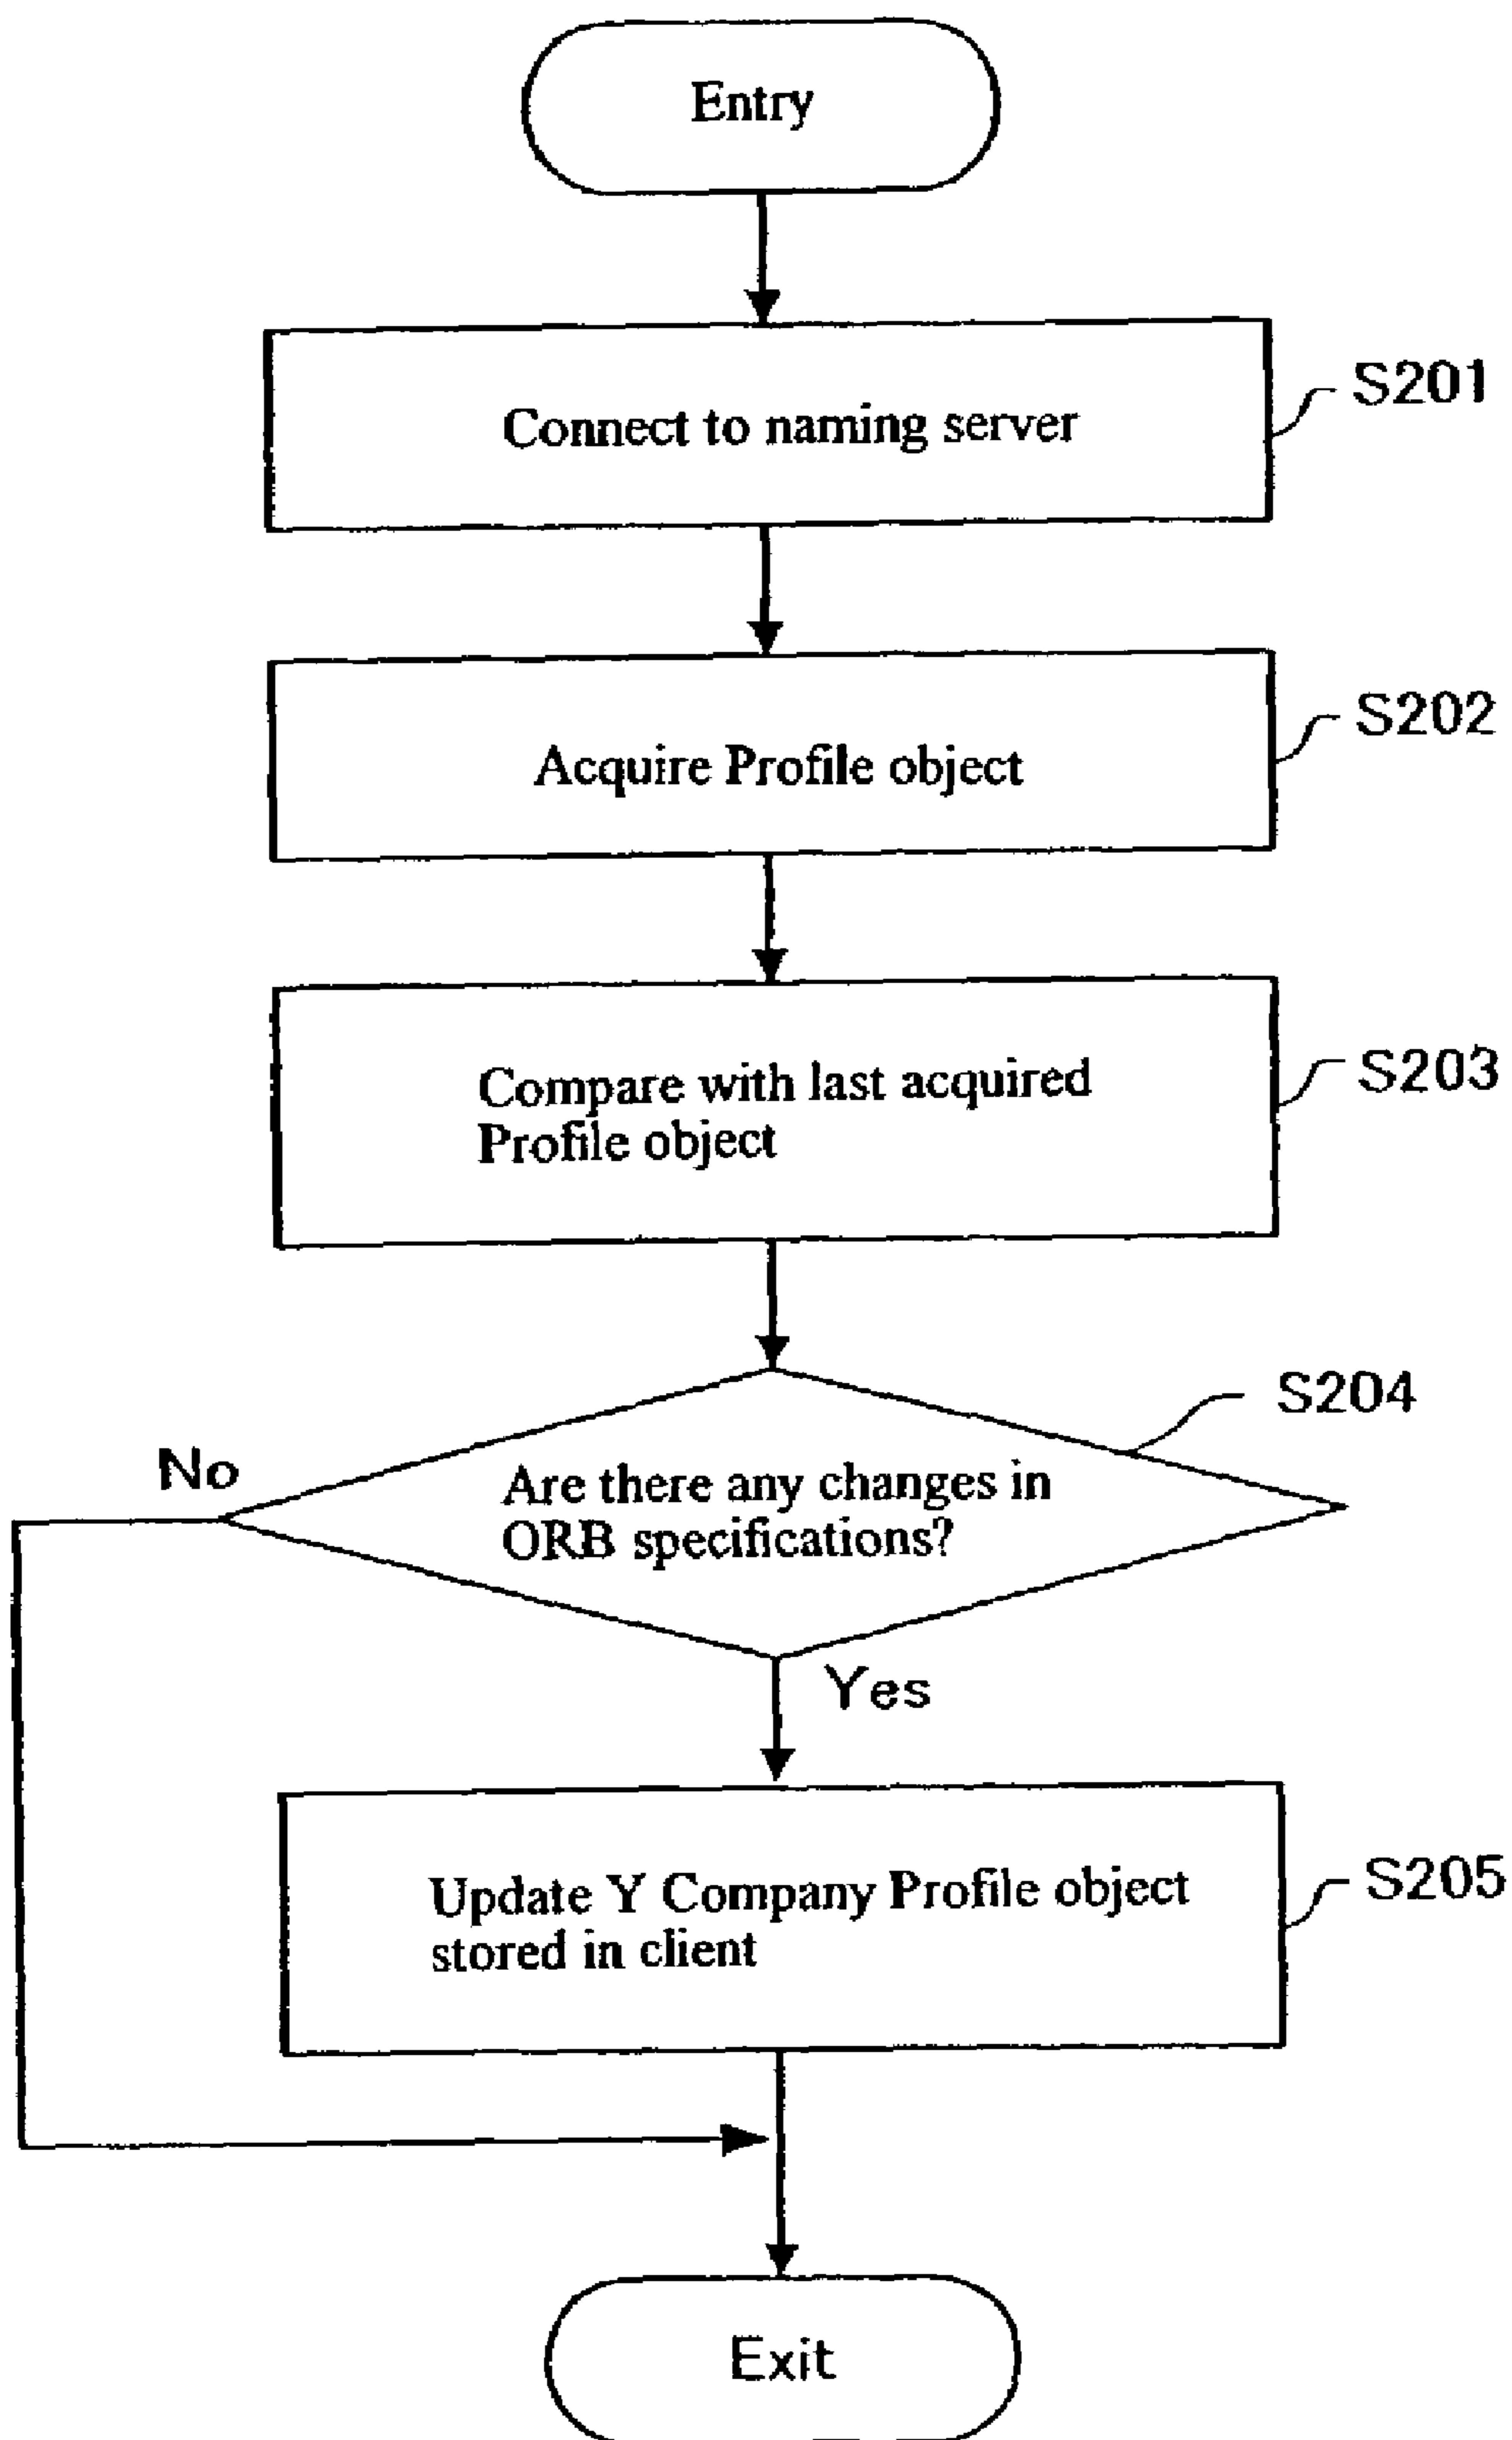 Entry
Connect to naming server
S201
Acquire Profile object
S202
Compare with last acquired
Profile object
S203
S204
No
Are there any changes in
ORB specifications?
Yes
Update Y Company Profile object
stored in client
S205
Exit